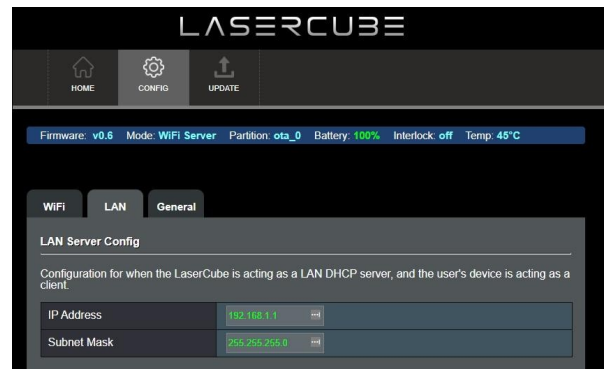 LASERCUBE
HOME CONFIG UPDATE
Firmware: v0.6 Mode: WiFi Server Partition: ota_0 Battery: 100% Interlock: off Temp: 45°C
WiFi LAN General
LAN Server Config
Configuration for when the LaserCube is acting as a LAN DHCP server, and the user's device is acting as a
client.
IP Address 192.168.1.1
Subnet Mask 255.255.255.0